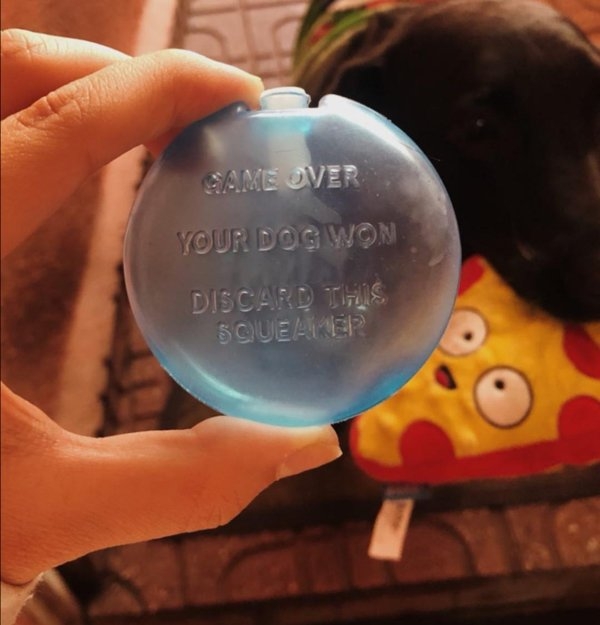 GAME OVER
YOUR DOG WON
DISCARD THIS
SQUEAKER